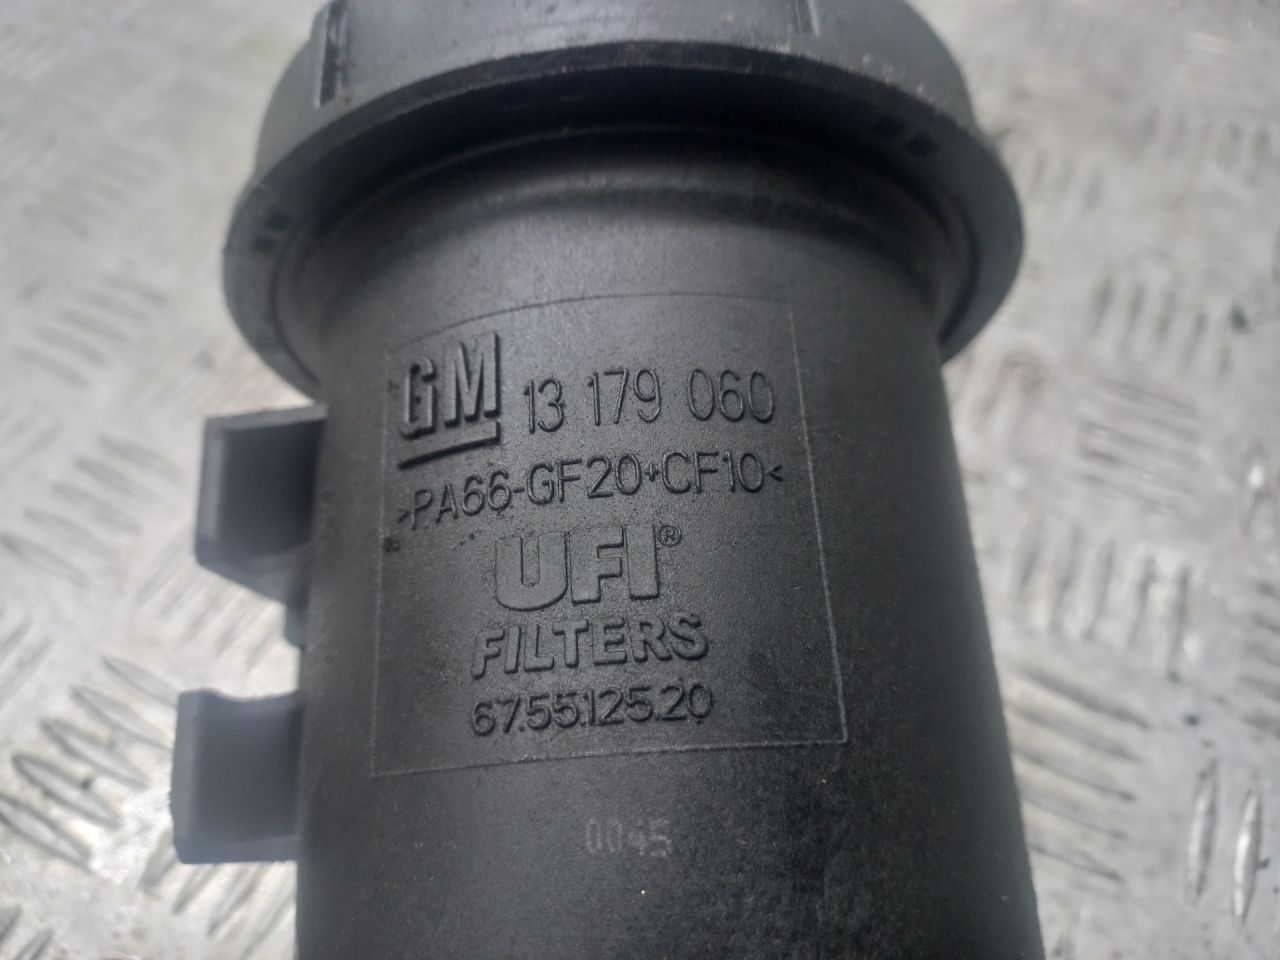 GM 13 179 060
>PA66-GF20+CF10<
UFI®
FILTERS
67.55.125.20
0045